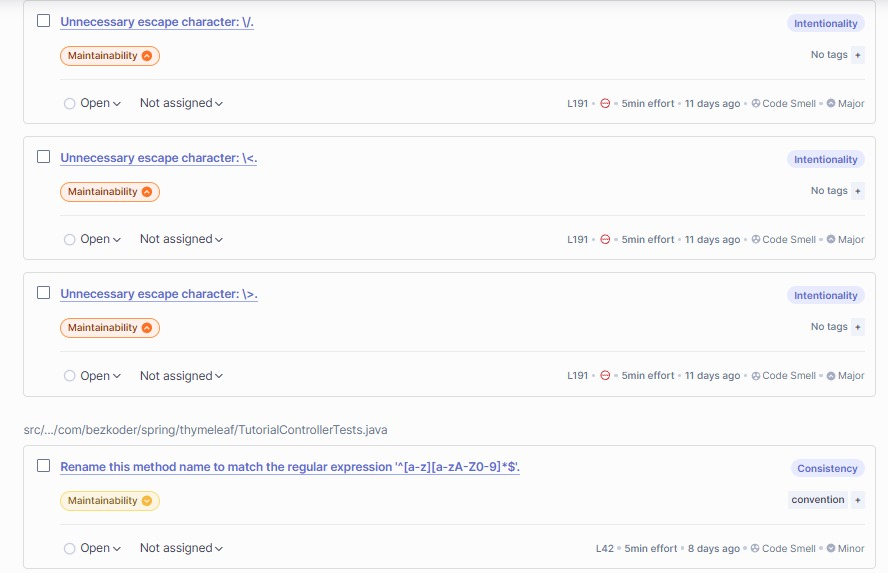 Unnecessary escape character: \/.
Intentionality
Maintainability
No tags +
Open Not assigned
L191 • 5min effort • 11 days ago • Code Smell • Major
Unnecessary escape character: \<.
Intentionality
Maintainability
No tags +
Open Not assigned
L191 • 5min effort • 11 days ago • Code Smell • Major
Unnecessary escape character: \>.
Intentionality
Maintainability
No tags +
Open Not assigned
L191 • 5min effort • 11 days ago • Code Smell • Major
src/.../com/bezkoder/spring/thymeleaf/TutorialControllerTests.java
Rename this method name to match the regular expression '^[a-z][a-zA-Z0-9]*$'.
Consistency
Maintainability
convention +
Open Not assigned
L42 • 5min effort • 8 days ago • Code Smell • Minor